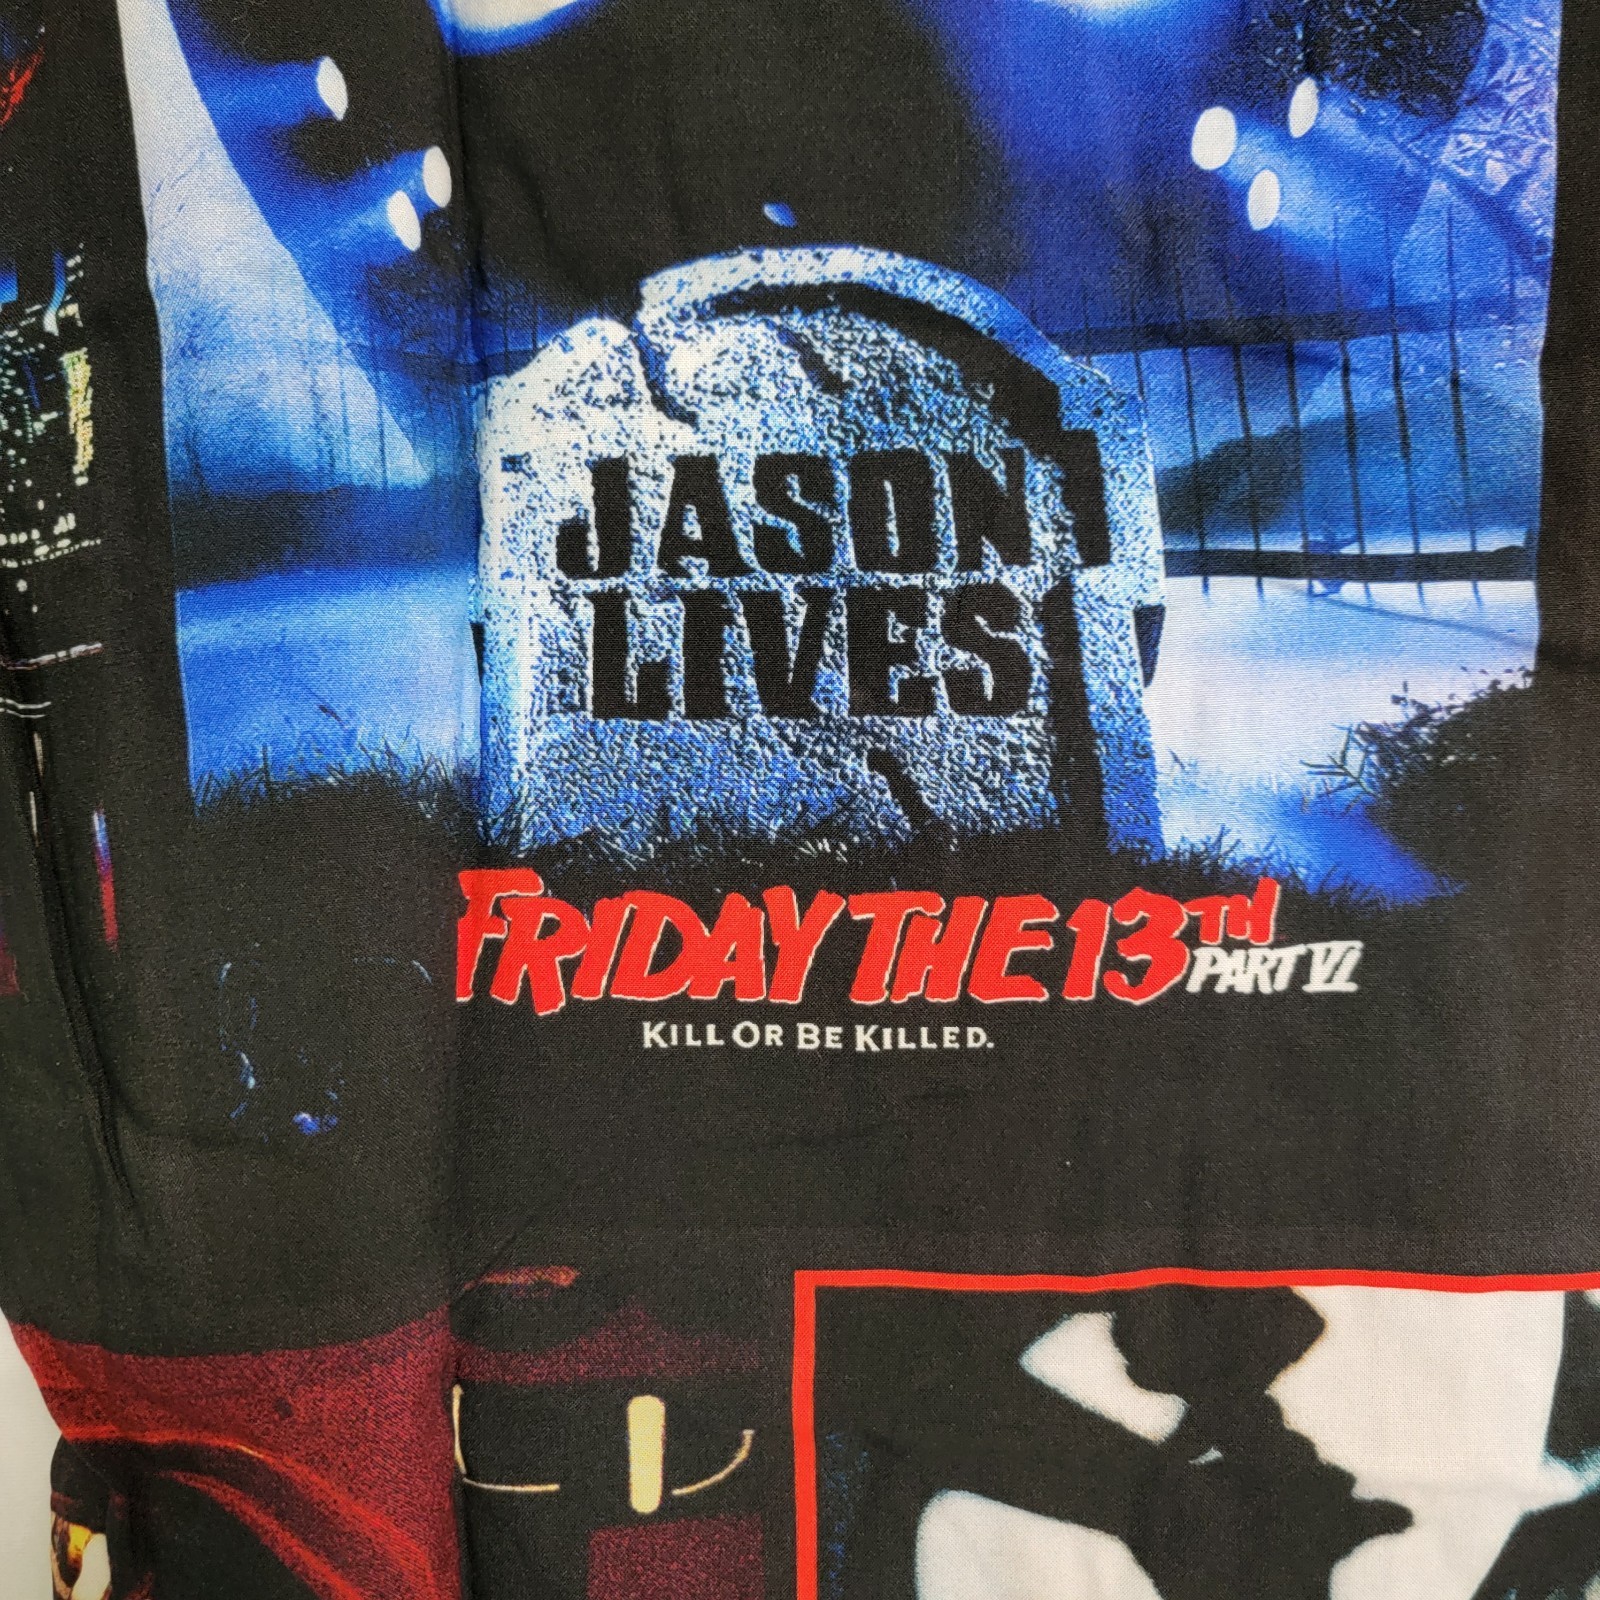 JASON
LIVES
FRIDAY THE 13TH
PART VI
KILL OR BE KILLED.